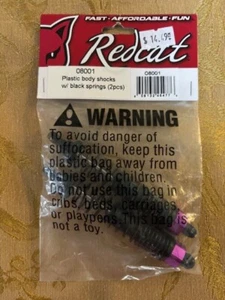 FAST · AFFORDABLE · FUN
Redcat
08001
Plastic body shocks
w/ black springs (2pcs)
08001
WARNING
To avoid danger of
suffocation, keep this
plastic bag away from
babies and children.
Do not use this bag in
cribs, beds, carriages,
or playpens. This bag is
not a toy.